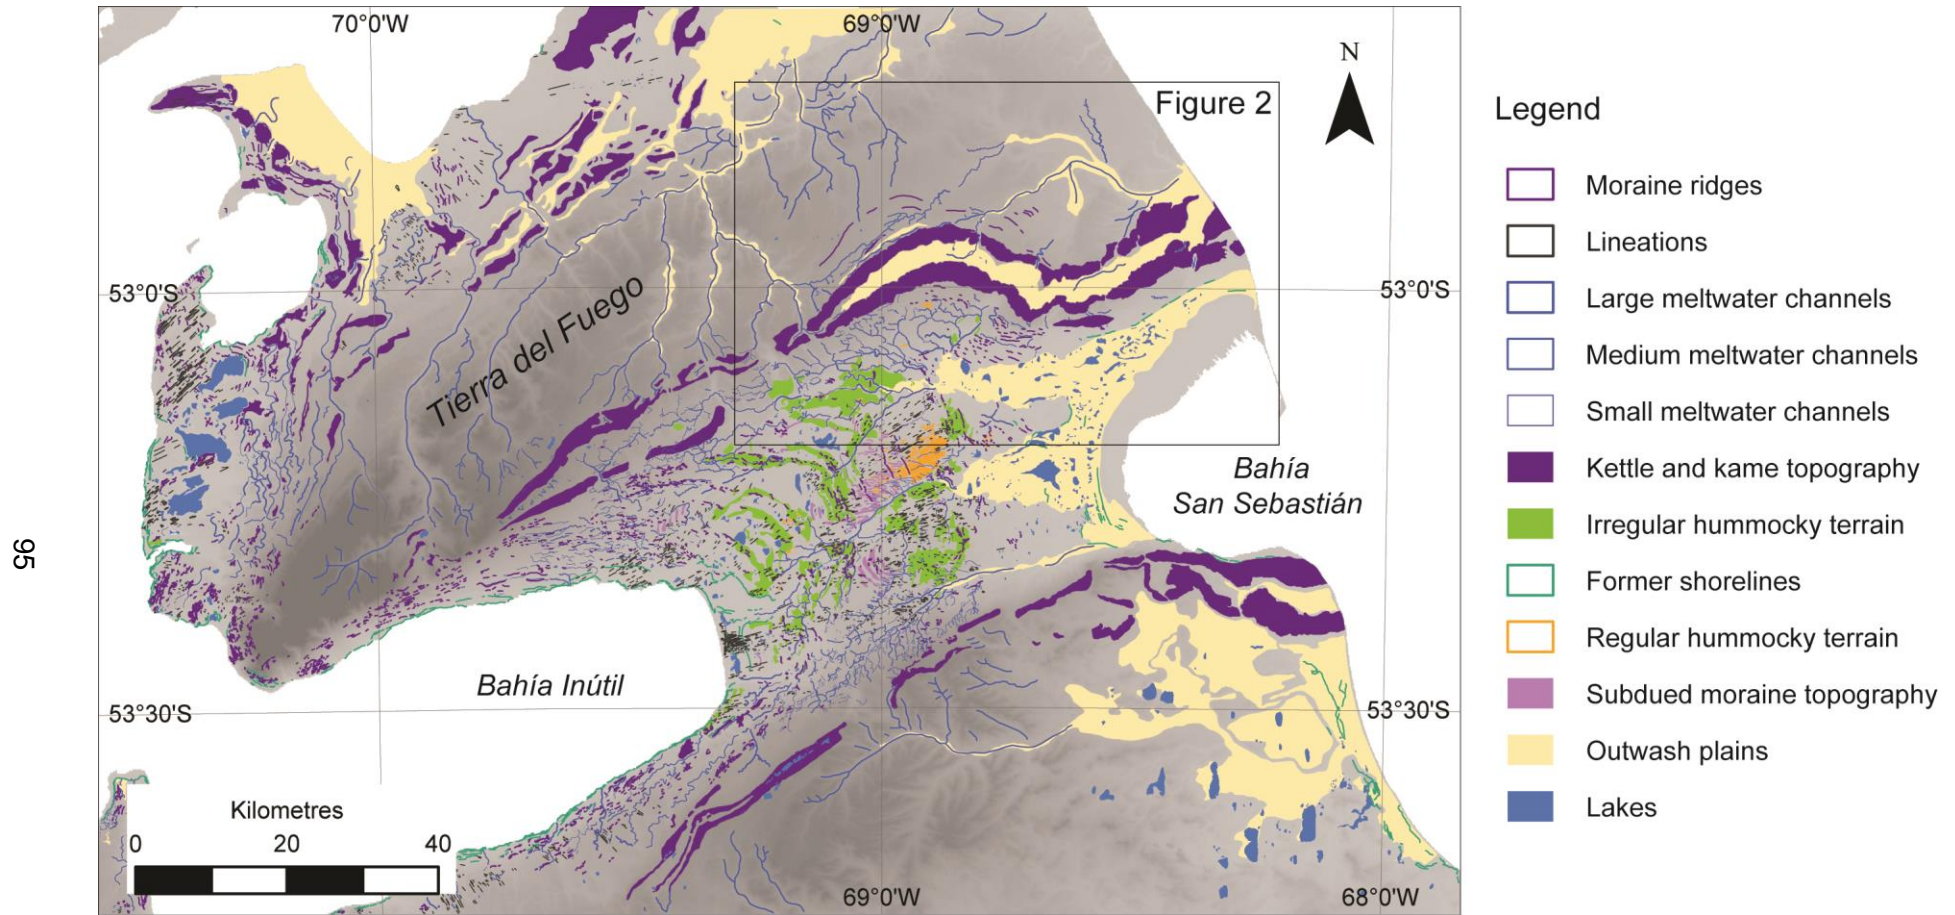 70°0'W
69°0'W
N
Figure 2
53°0'S
53°0'S
Tierra del Fuego
Bahía
San Sebastián
Bahía Inútil
53°30'S
53°30'S
Kilometres
0 20 40
69°0'W
68°0'W
95
Legend
Moraine ridges
Lineations
Large meltwater channels
Medium meltwater channels
Small meltwater channels
Kettle and kame topography
Irregular hummocky terrain
Former shorelines
Regular hummocky terrain
Subdued moraine topography
Outwash plains
Lakes